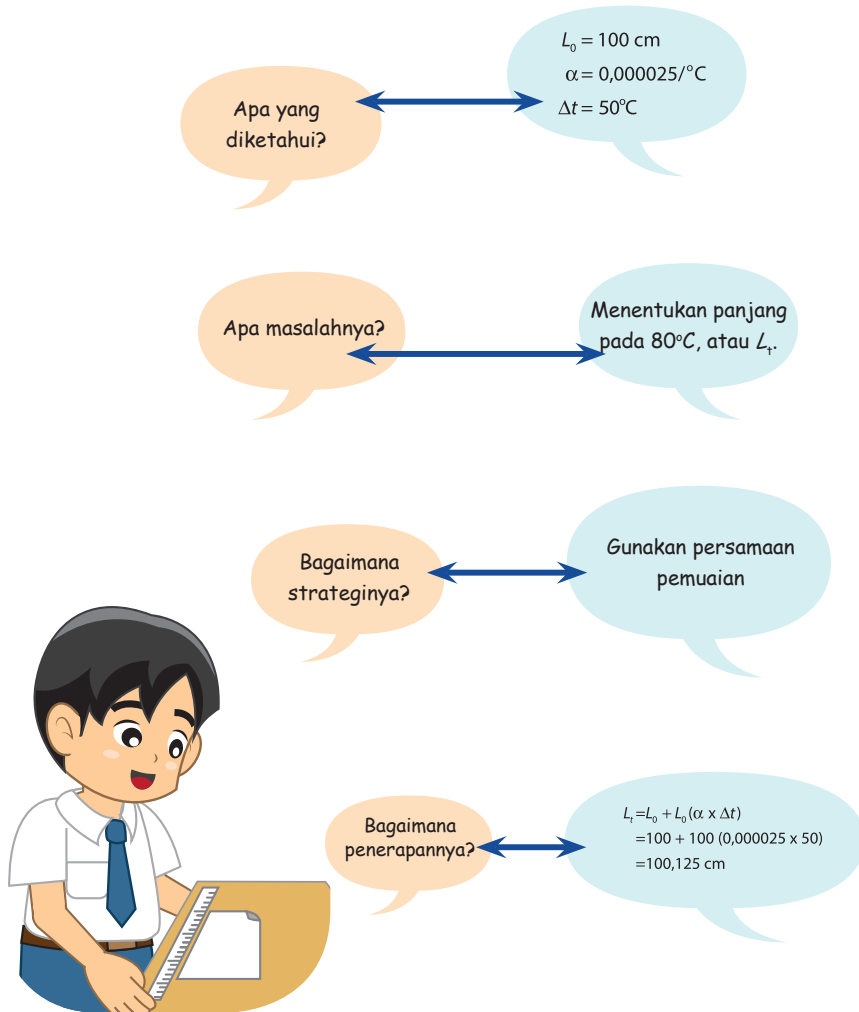 Apa yang
diketahui?
L₀ = 100 cm
α = 0,000025/°C
Δt = 50°C
Apa masalahnya?
Menentukan panjang
pada 80°C, atau Lₜ.
Bagaimana
strateginya?
Gunakan persamaan
pemuaian
Bagaimana
penerapannya?
Lₜ=L₀ + L₀(α x Δt)
=100 + 100 (0,000025 x 50)
=100,125 cm